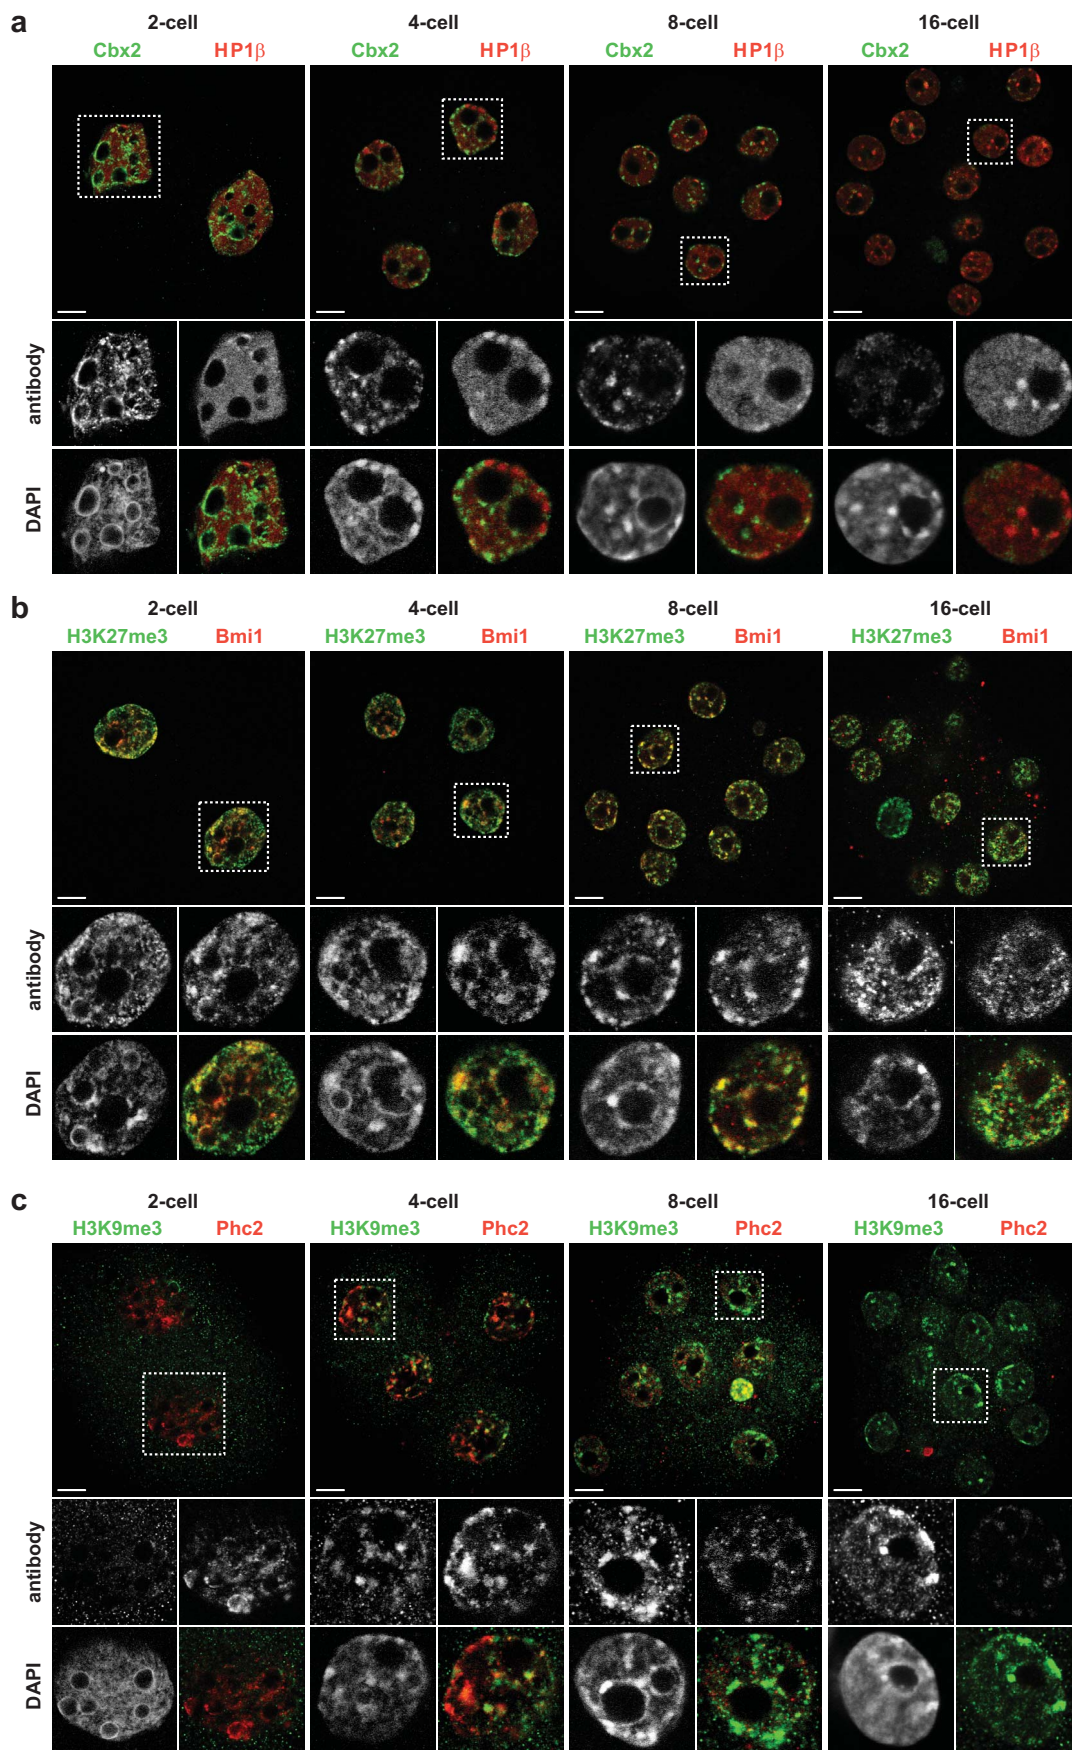 a
2-cell 4-cell 8-cell 16-cell
Cbx2 HP1β Cbx2 HP1β Cbx2 HP1β Cbx2 HP1β
antibody
DAPI
b
2-cell 4-cell 8-cell 16-cell
H3K27me3 Bmi1 H3K27me3 Bmi1 H3K27me3 Bmi1 H3K27me3 Bmi1
antibody
DAPI
c
2-cell 4-cell 8-cell 16-cell
H3K9me3 Phc2 H3K9me3 Phc2 H3K9me3 Phc2 H3K9me3 Phc2
antibody
DAPI